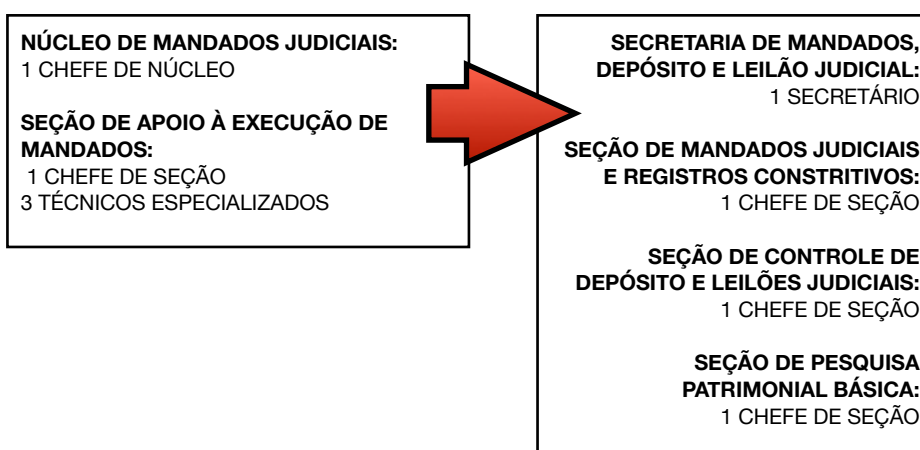 NÚCLEO DE MANDADOS JUDICIAIS:
1 CHEFE DE NÚCLEO
SEÇÃO DE APOIO À EXECUÇÃO DE
MANDADOS:
1 CHEFE DE SEÇÃO
3 TÉCNICOS ESPECIALIZADOS
SECRETARIA DE MANDADOS,
DEPÓSITO E LEILÃO JUDICIAL:
1 SECRETÁRIO
SEÇÃO DE MANDADOS JUDICIAIS
E REGISTROS CONSTRITIVOS:
1 CHEFE DE SEÇÃO
SEÇÃO DE CONTROLE DE
DEPÓSITO E LEILÕES JUDICIAIS:
1 CHEFE DE SEÇÃO
SEÇÃO DE PESQUISA
PATRIMONIAL BÁSICA:
1 CHEFE DE SEÇÃO